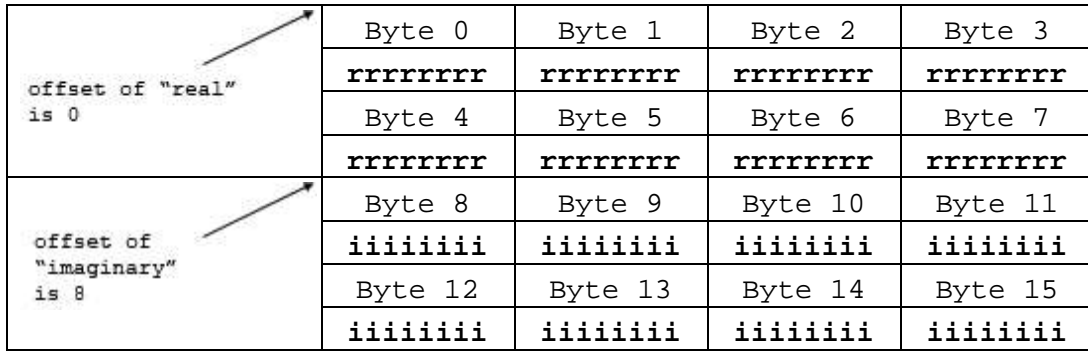 Byte 0 Byte 1 Byte 2 Byte 3
rrrrrrrr rrrrrrrr rrrrrrrr rrrrrrrr
offset of “real”
is 0
Byte 4 Byte 5 Byte 6 Byte 7
rrrrrrrr rrrrrrrr rrrrrrrr rrrrrrrr
Byte 8 Byte 9 Byte 10 Byte 11
offset of
“imaginary”
is 8
iiiiiiii iiiiiiii iiiiiiii iiiiiiii
Byte 12 Byte 13 Byte 14 Byte 15
iiiiiiii iiiiiiii iiiiiiii iiiiiiii